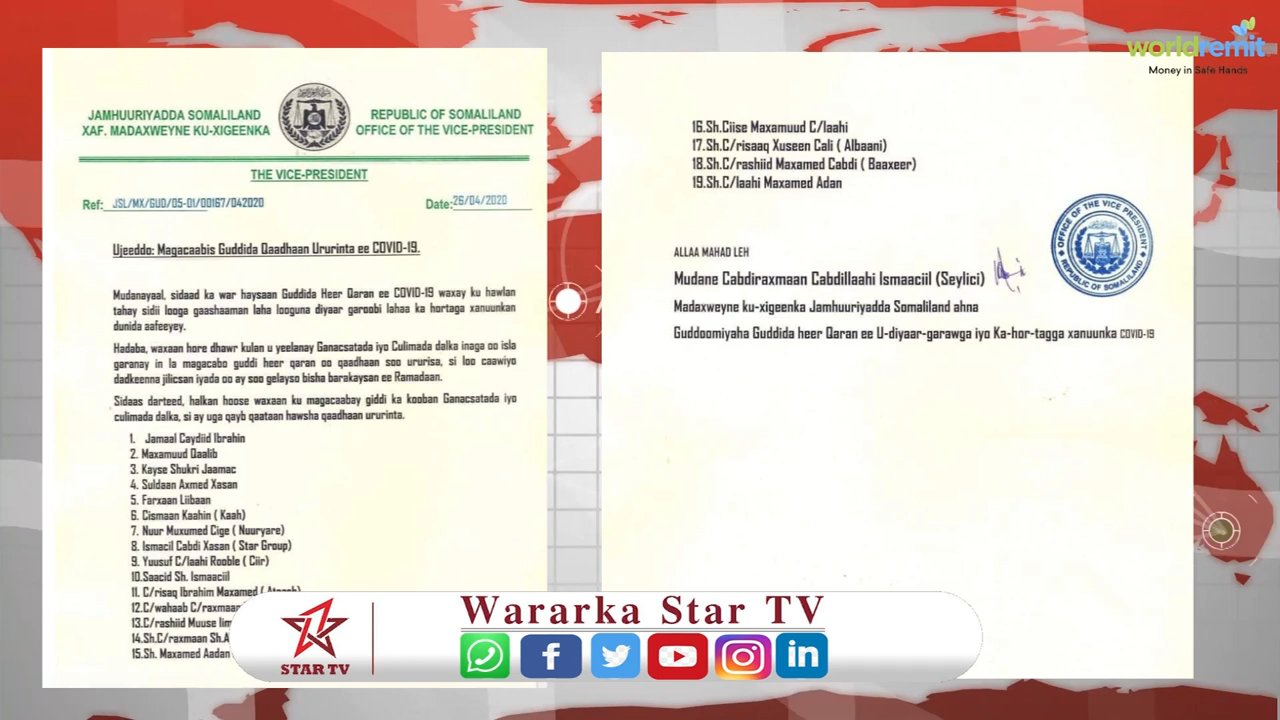 worldremit
Money in Safe Hands
JAMHUURIYADDA SOMALILAND
XAF. MADAXWEYNE KU-XIGEENKA
REPUBLIC OF SOMALILAND
OFFICE OF THE VICE-PRESIDENT
THE VICE-PRESIDENT
Ref: JSL/MX/GUD/05-01/00167/042020
Date: 26/04/2020
Ujeeddo: Magacaabis Guddida Qaadhaan Ururinta ee COVID-19.
Mudanayaal, sidaad ka war haysaan Guddida Heer Qaran ee COVID-19 waxay ku hawlan
tahay sidii looga gaashaaman laha looguna diyaar garoobi lahaa ka hortaga xanuunkan
dunida aafeeyey.
Hadaba, waxaan hore dhawr kulan u yeelanay Ganacsatada iyo Culimada dalka inaga oo isla
garanay in la magacabo guddi heer qaran oo qaadhaan soo ururisa, si loo caawiyo
dadkeenna jilicsan iyada oo ay soo gelayso bisha barakaysan ee Ramadaan.
Sidaas darteed, halkan hoose waxaan ku magacaabay giddi ka kooban Ganacsatada iyo
culimada dalka, si ay uga qayb qaataan hawsha qaadhaan ururinta.
1. Jamaal Caydiid Ibrahin
2. Maxamuud Qaalib
3. Kayse Shukri Jaamac
4. Suldaan Axmed Xasan
5. Farxaan Liibaan
6. Cismaan Kaahin ( Kaah)
7. Nuur Muxumed Cige ( Nuuryare)
8. Ismacil Cabdi Xasan ( Star Group)
9. Yuusuf C/laahi Rooble ( Ciir)
10.Saacid Sh. Ismaaciil
11. C/risaq Ibrahim Maxamed
12.C/wahaab
13.C/rashiid Muuse
14.Sh.C/raxmaan
15.Sh. Maxamed Aadan
16.Sh.Ciise Maxamuud C/laahi
17.Sh.C/risaaq Xuseen Cali ( Albaani)
18.Sh.C/rashiid Maxamed Cabdi ( Baaxeer)
19.Sh.C/laahi Maxamed Adan
ALLAA MAHAD LEH
Mudane Cabdiraxmaan Cabdillaahi Ismaaciil (Seylici)
Madaxweyne ku-xigeenka Jamhuuriyadda Somaliland ahna
Guddoomiyaha Guddida heer Qaran ee U-diyaar-garawga iyo Ka-hor-tagga xanuunka COVID-19
OFFICE OF THE VICE PRESIDENT
REPUBLIC OF SOMALILAND
STAR TV
Wararka Star TV